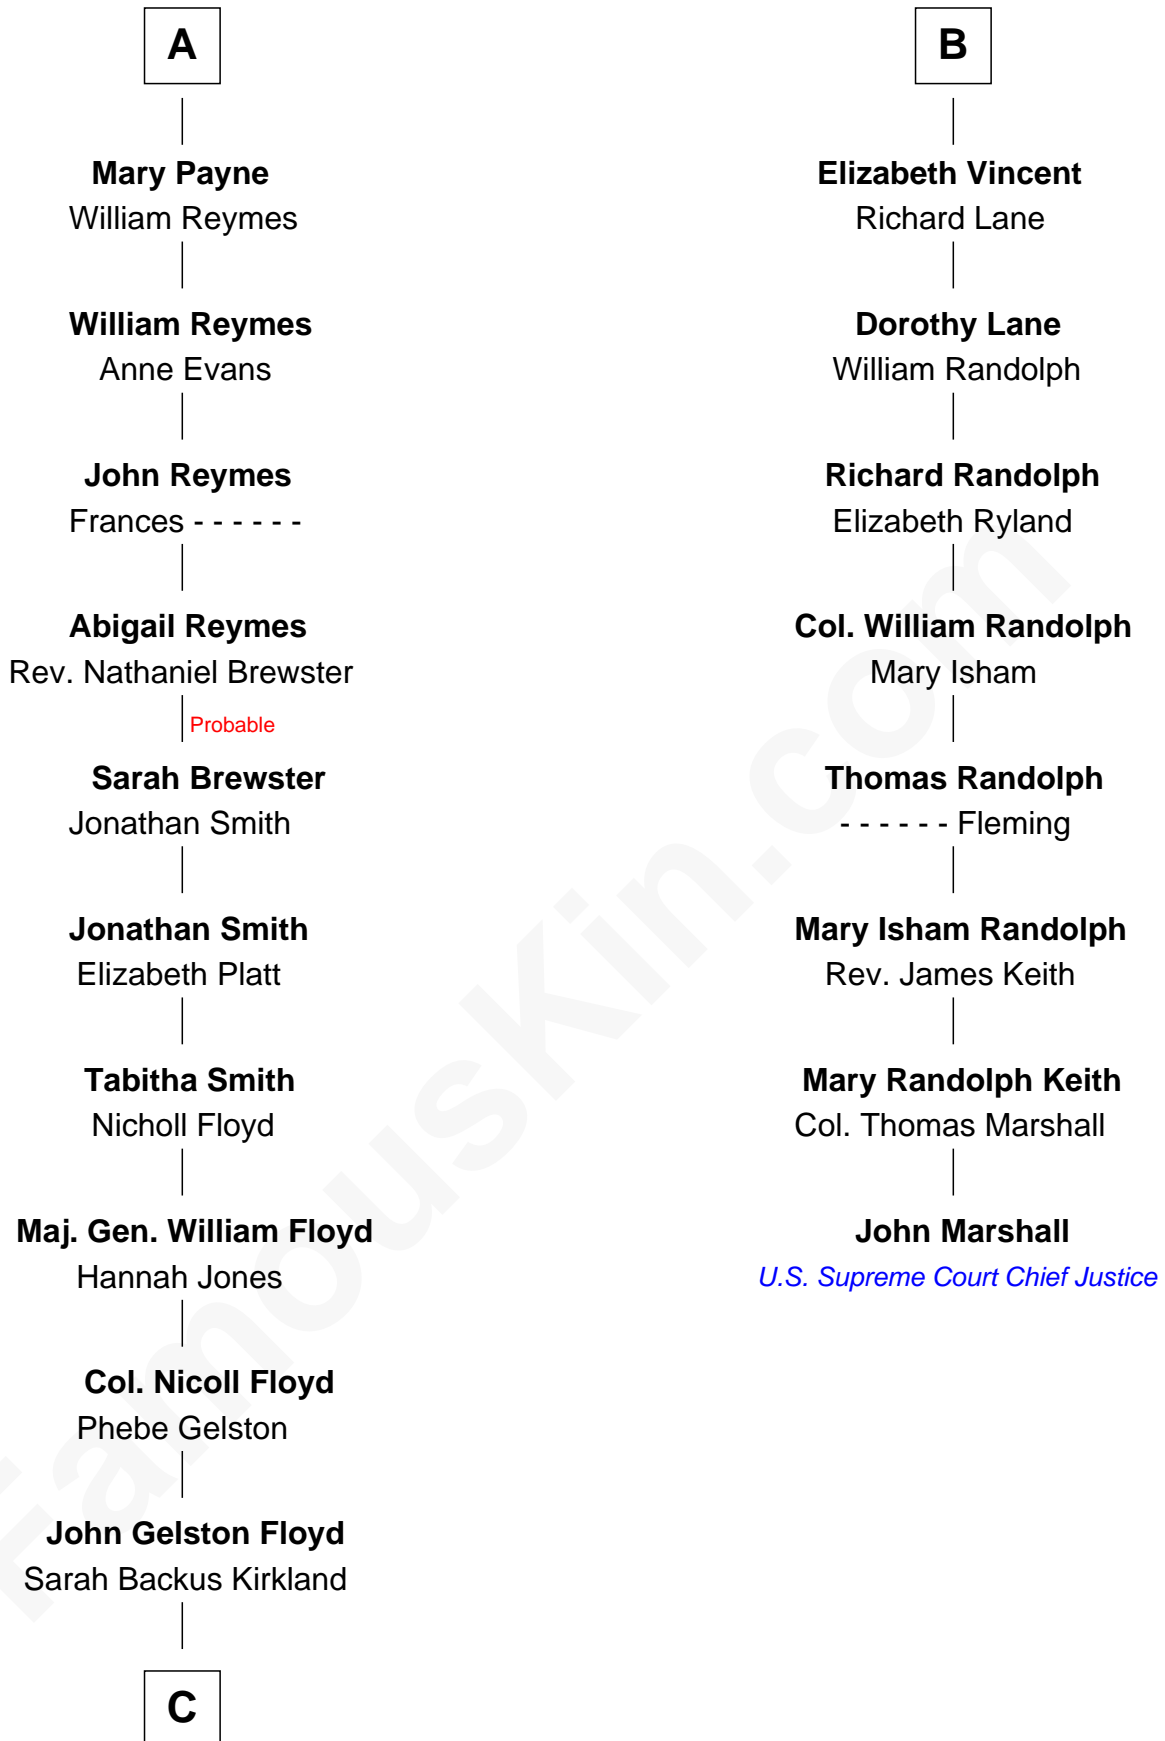 A
Mary Payne
William Reymes
William Reymes
Anne Evans
John Reymes
Frances - - - - - -
Abigail Reymes
Rev. Nathaniel Brewster
Probable
Sarah Brewster
Jonathan Smith
Jonathan Smith
Elizabeth Platt
Tabitha Smith
Nicholl Floyd
Maj. Gen. William Floyd
Hannah Jones
Col. Nicoll Floyd
Phebe Gelston
John Gelston Floyd
Sarah Backus Kirkland
C
B
Elizabeth Vincent
Richard Lane
Dorothy Lane
William Randolph
Richard Randolph
Elizabeth Ryland
Col. William Randolph
Mary Isham
Thomas Randolph
- - - - - - Fleming
Mary Isham Randolph
Rev. James Keith
Mary Randolph Keith
Col. Thomas Marshall
John Marshall
U.S. Supreme Court Chief Justice
FamousKin.com